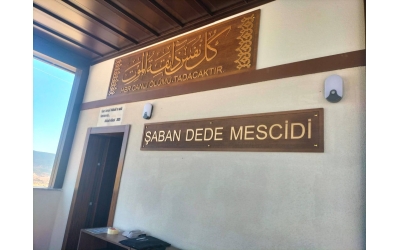 كل نفس ذائقة الموت
HER CANLI ÖLÜMÜ TADACAKTIR
ŞABAN DEDE MESCİDİ